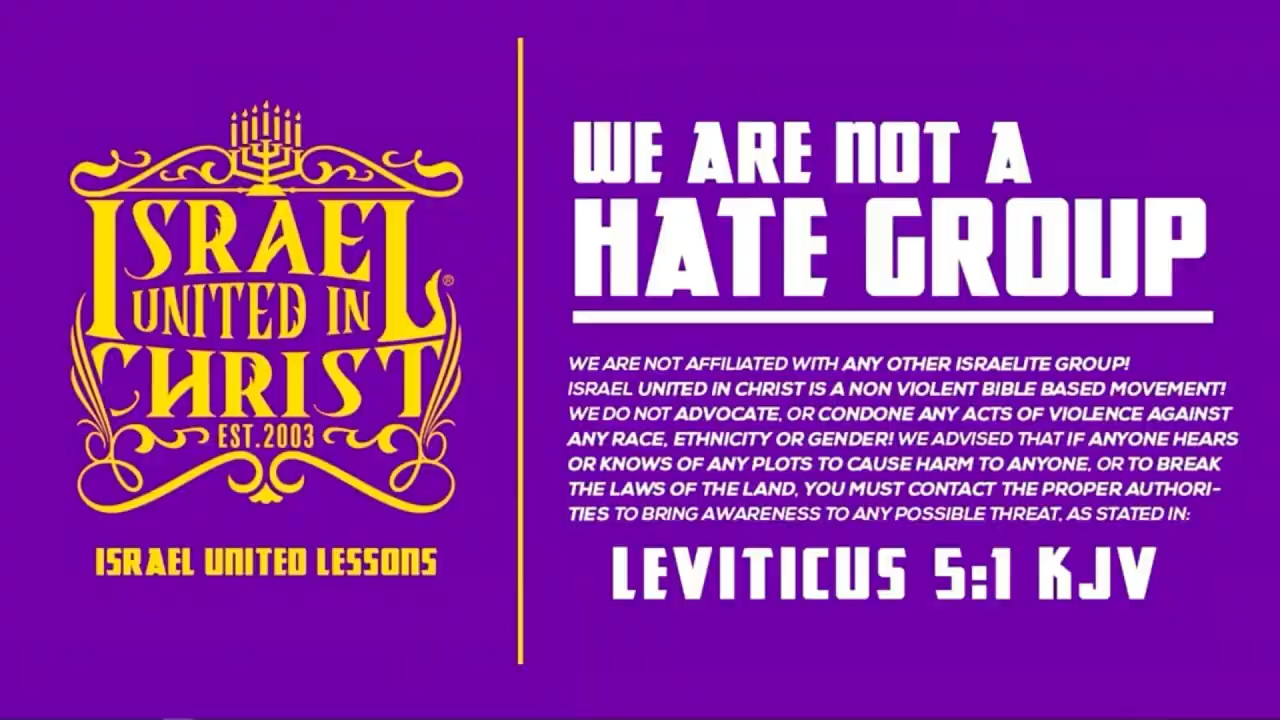 ISRAEL
UNITED IN
CHRIST
EST.2003
®
ISRAEL UNITED LESSONS
WE ARE NOT A
HATE GROUP
WE ARE NOT AFFILIATED WITH ANY OTHER ISRAELITE GROUP!
ISRAEL UNITED IN CHRIST IS A NON VIOLENT BIBLE BASED MOVEMENT!
WE DO NOT ADVOCATE, OR CONDONE ANY ACTS OF VIOLENCE AGAINST
ANY RACE, ETHNICITY OR GENDER! WE ADVISED THAT IF ANYONE HEARS
OR KNOWS OF ANY PLOTS TO CAUSE HARM TO ANYONE, OR TO BREAK
THE LAWS OF THE LAND, YOU MUST CONTACT THE PROPER AUTHORI-
TIES TO BRING AWARENESS TO ANY POSSIBLE THREAT, AS STATED IN:
LEVITICUS 5:1 KJV